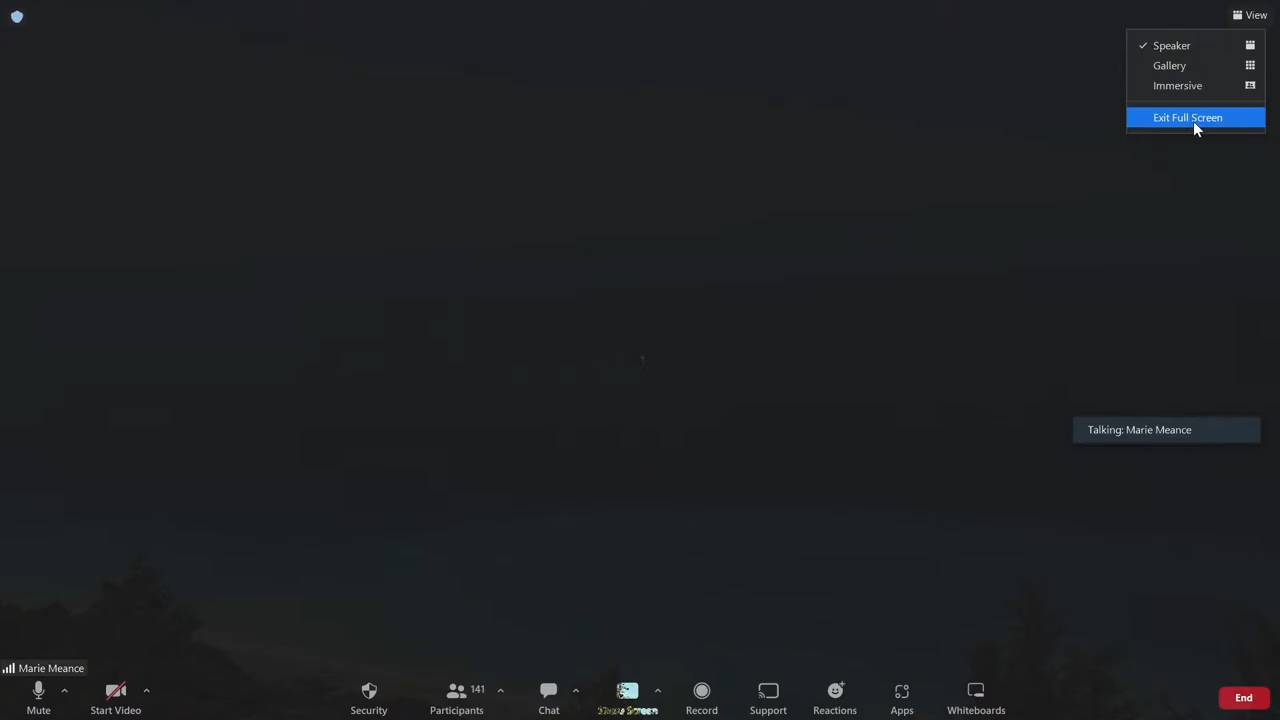 View
Speaker
Gallery
Immersive
Exit Full Screen
Talking: Marie Meance
Marie Meance
Mute
Start Video
Security
Participants
141
Chat
Screen
Record
Support
Reactions
Apps
Whiteboards
End